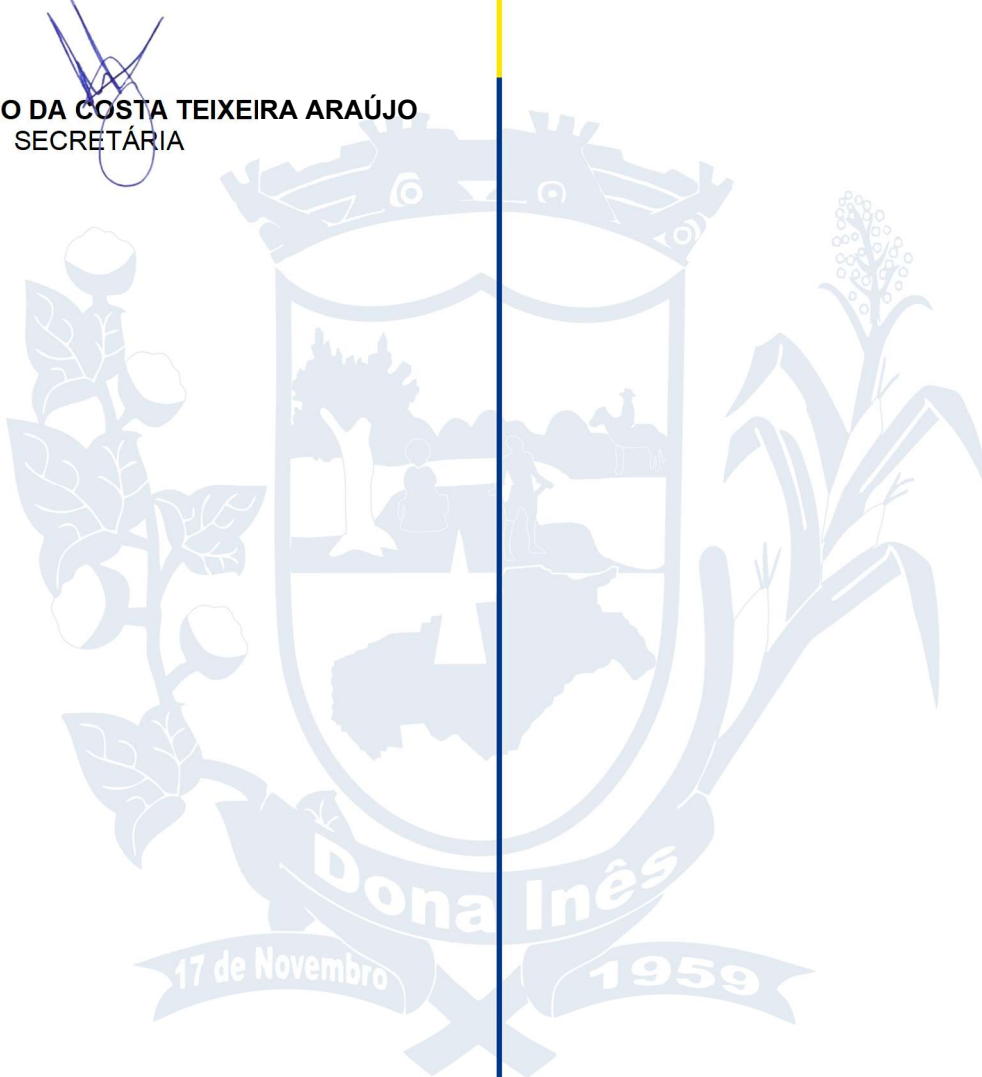 O DA COSTA TEIXEIRA ARAÚJO
SECRETÁRIA
Dona Inês
17 de Novembro
1959